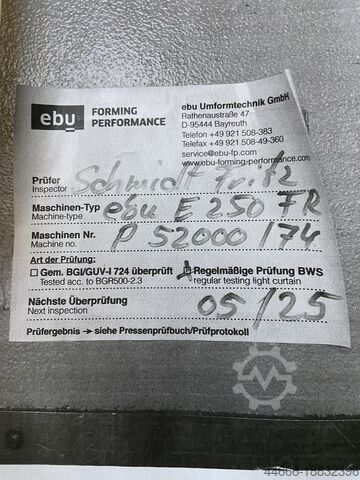 ebu FORMING PERFORMANCE
ebu Umformtechnik GmbH
Rathenaustraße 47
D-95444 Bayreuth
Telefon +49 921 508-383
Telefax +49 921 508-49-360
service@ebu-fp.com
www.ebu-forming-performance.com
Prüfer Schmidt Fritz
Inspector
Maschinen-Typ ebu E 250 FR
Machine-type
Maschinen Nr. P 52000/74
Machine no.
Art der Prüfung:
Gem. BGI/GUV-I 724 überprüft
Tested acc. to BGR500-2.3
Regelmäßige Prüfung BWS
regular testing light curtain
Nächste Überprüfung 05/25
Next inspection
Prüfergebnis → siehe Pressenprüfbuch/Prüfprotokoll